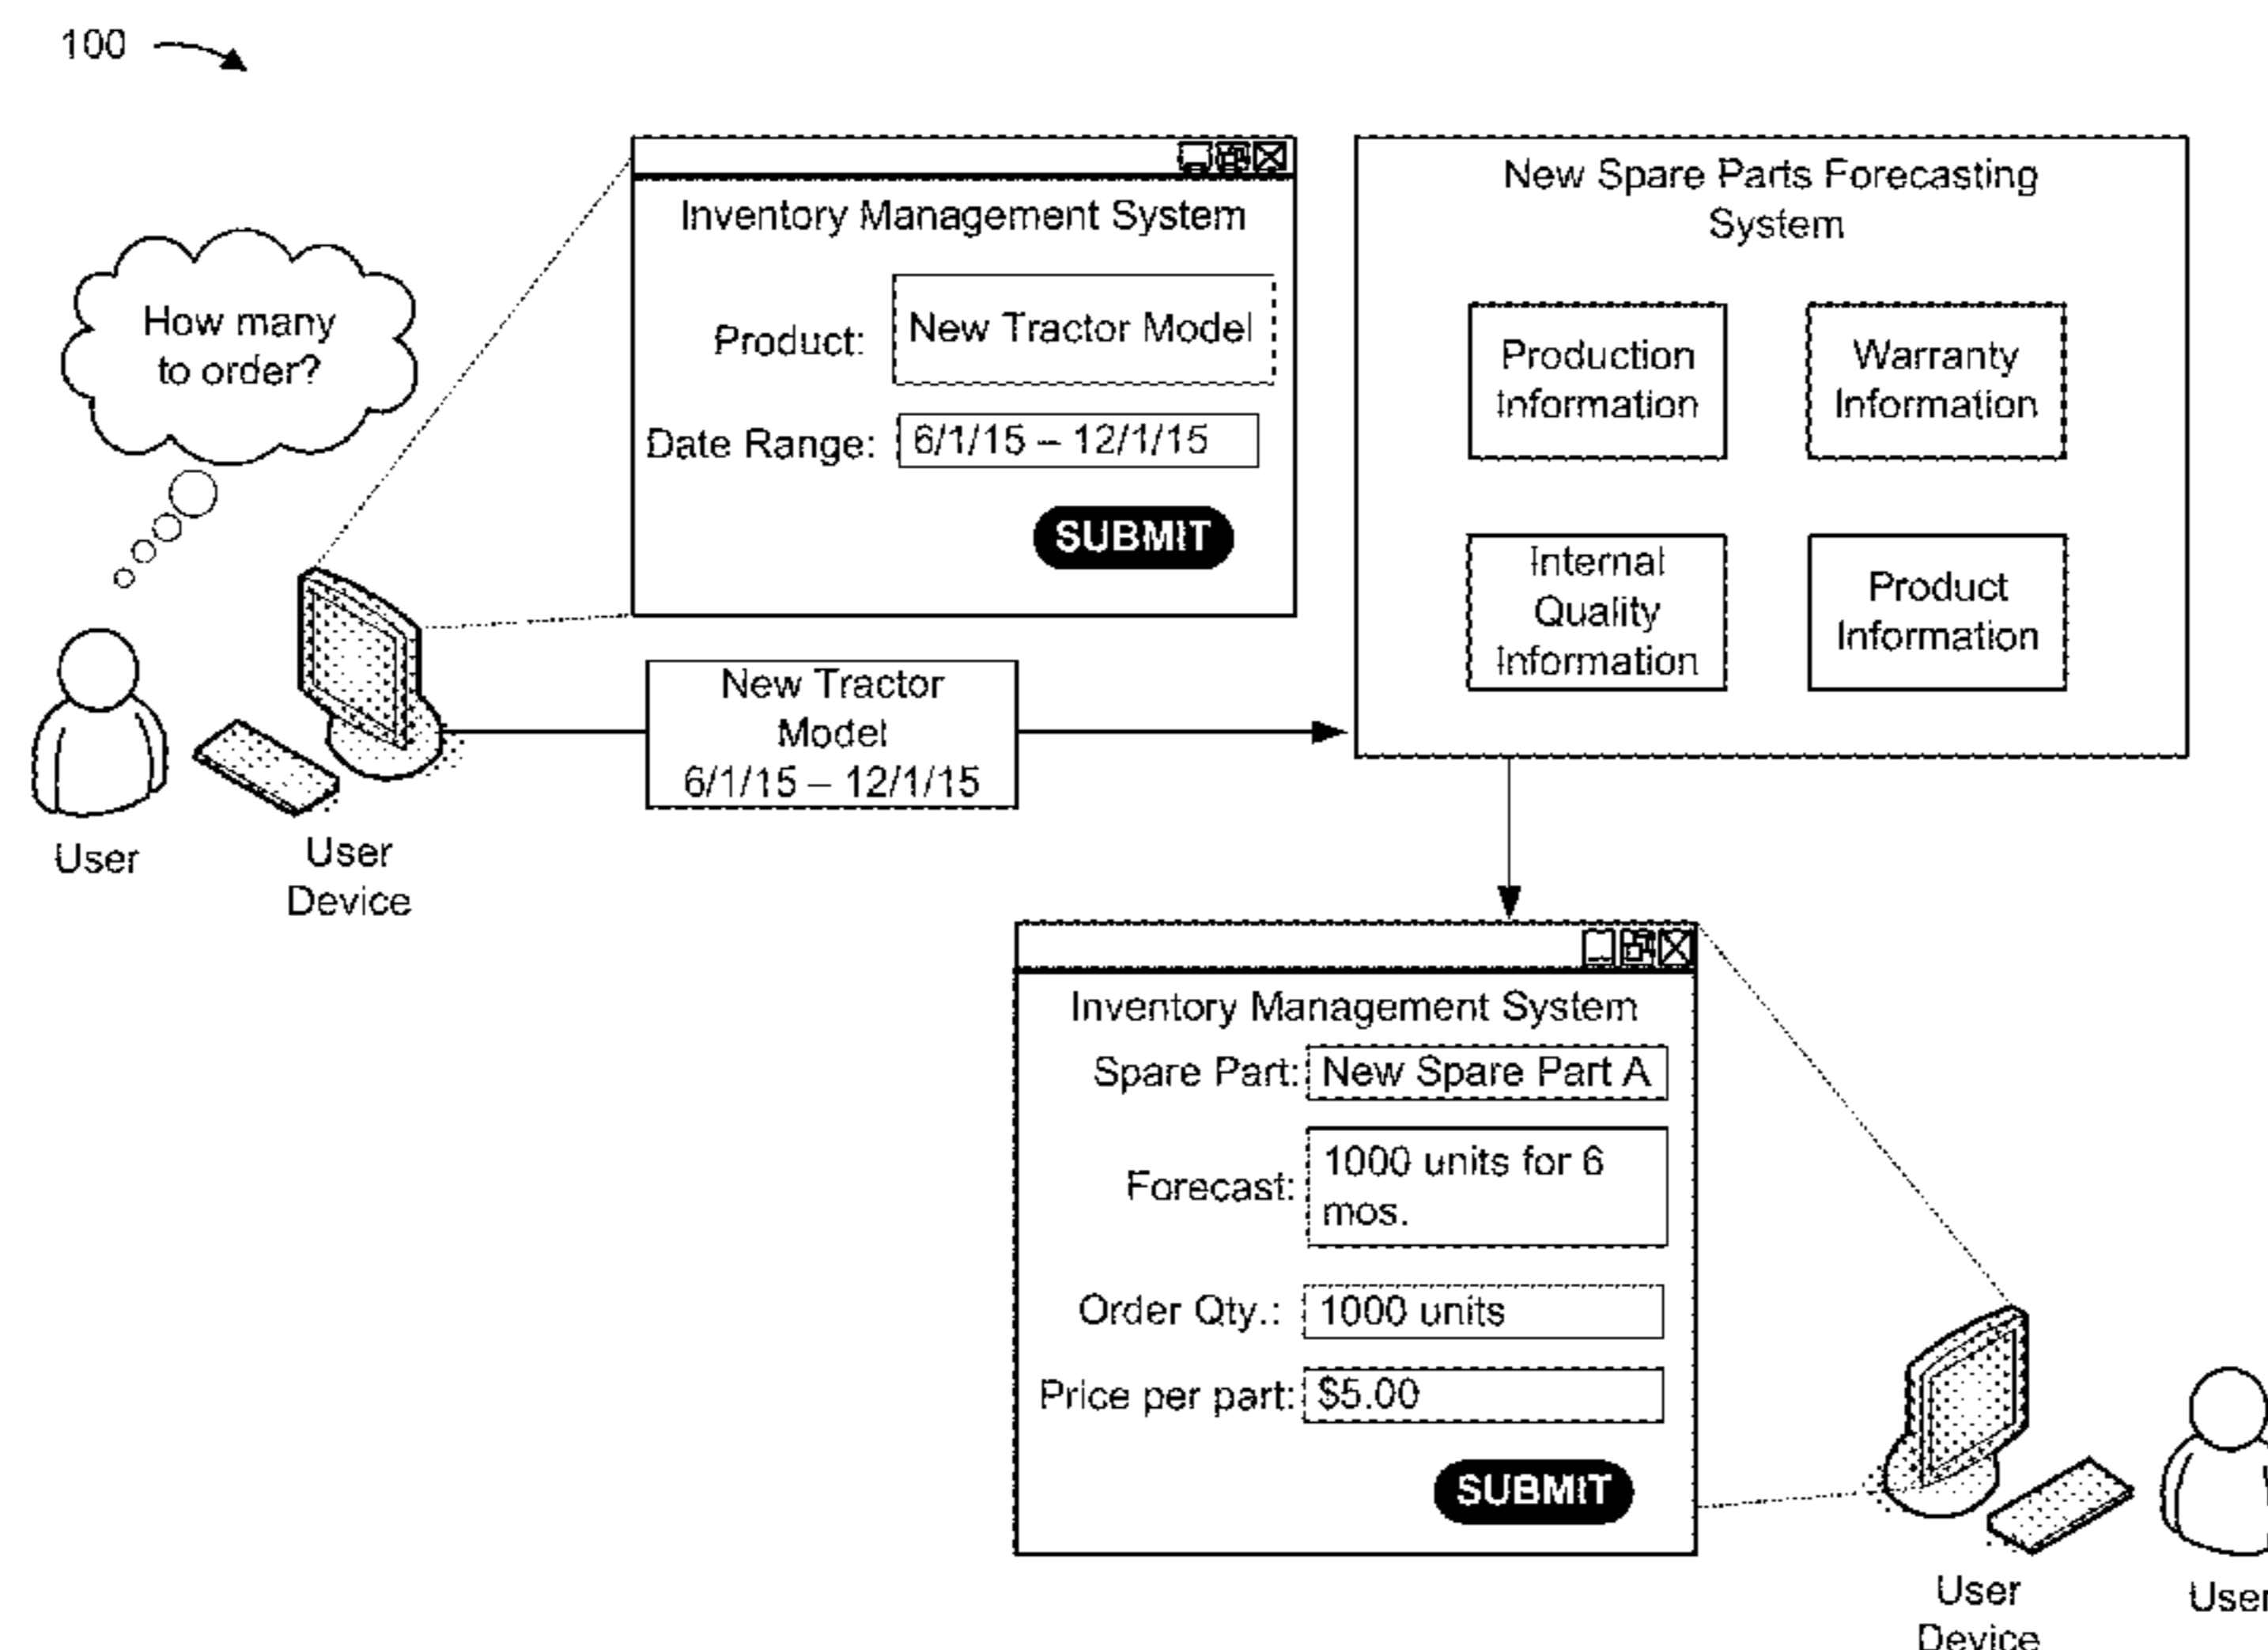 100
How many
to order?
User
User
Device
Inventory Management System
Product:
New Tractor Model
Date Range:
6/1/15 – 12/1/15
SUBMIT
New Tractor
Model
6/1/15 – 12/1/15
New Spare Parts Forecasting
System
Production
Information
Warranty
Information
Internal
Quality
Information
Product
Information
Inventory Management System
Spare Part:
New Spare Part A
Forecast:
1000 units for 6
mos.
Order Qty.:
1000 units
Price per part:
$5.00
SUBMIT
User
Device
User